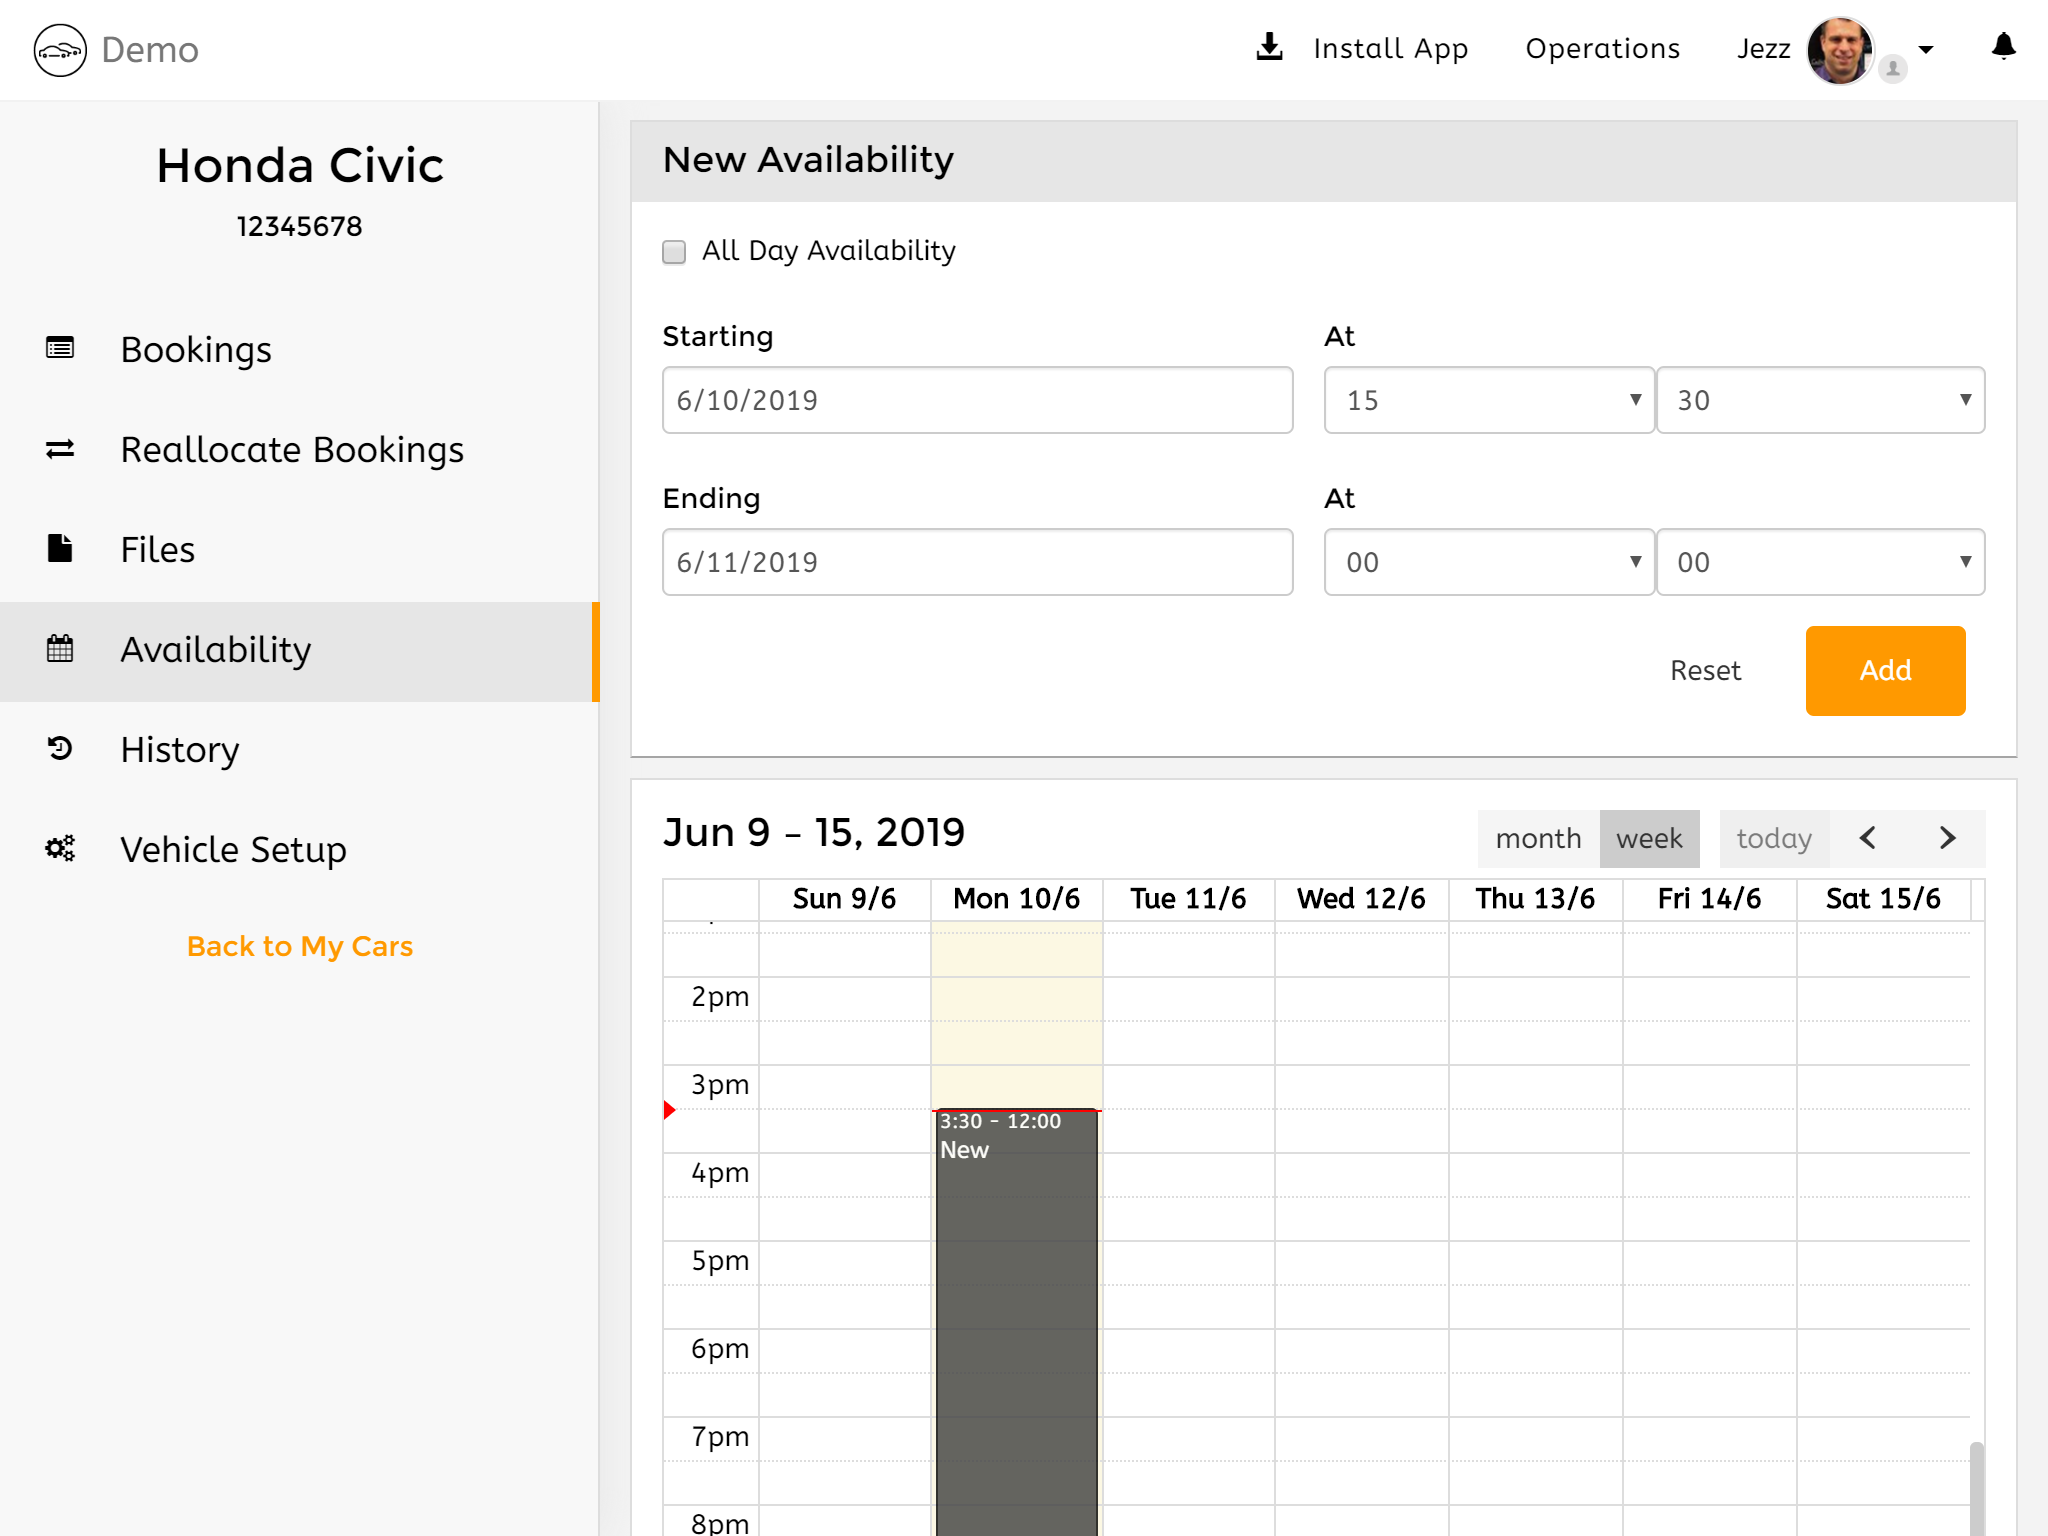 Demo
Install App
Operations
Jezz
Honda Civic
12345678
Bookings
Reallocate Bookings
Files
Availability
History
Vehicle Setup
Back to My Cars
New Availability
All Day Availability
Starting
At
6/10/2019
15
30
Ending
At
6/11/2019
00
00
Reset
Add
Jun 9 – 15, 2019
month
week
today
Sun 9/6
Mon 10/6
Tue 11/6
Wed 12/6
Thu 13/6
Fri 14/6
Sat 15/6
2pm
3pm
3:30 - 12:00
New
4pm
5pm
6pm
7pm
8pm